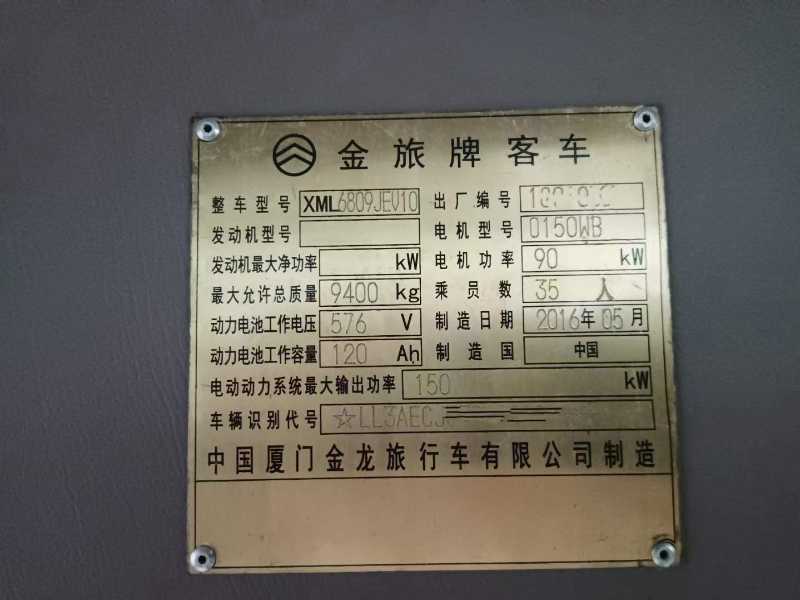 金旅牌客车
整车型号 XML6809JEV10 出厂编号
发动机型号 电机型号 0150WB
发动机最大净功率 kW 电机功率 90 kW
最大允许总质量 9400 kg 乘员数 35 人
动力电池工作电压 576 V 制造日期 2016年05月
动力电池工作容量 120 Ah 制造国 中国
电动动力系统最大输出功率 150 kW
车辆识别代号 ☆LL3AECJ
中国厦门金龙旅行车有限公司制造